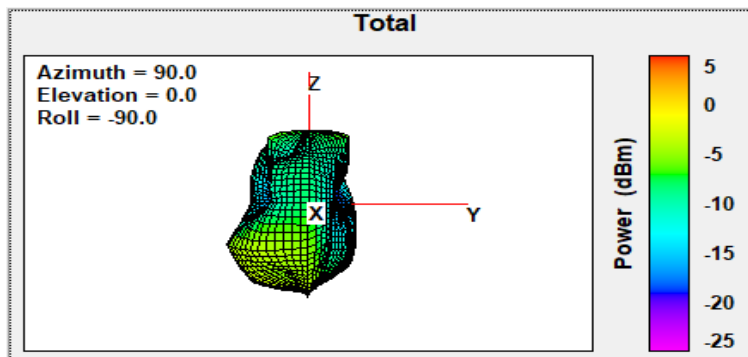 Total
Azimuth = 90.0
Elevation = 0.0
Roll = -90.0
Z
X
Y
Power (dBm)
5
0
-5
-10
-15
-20
-25